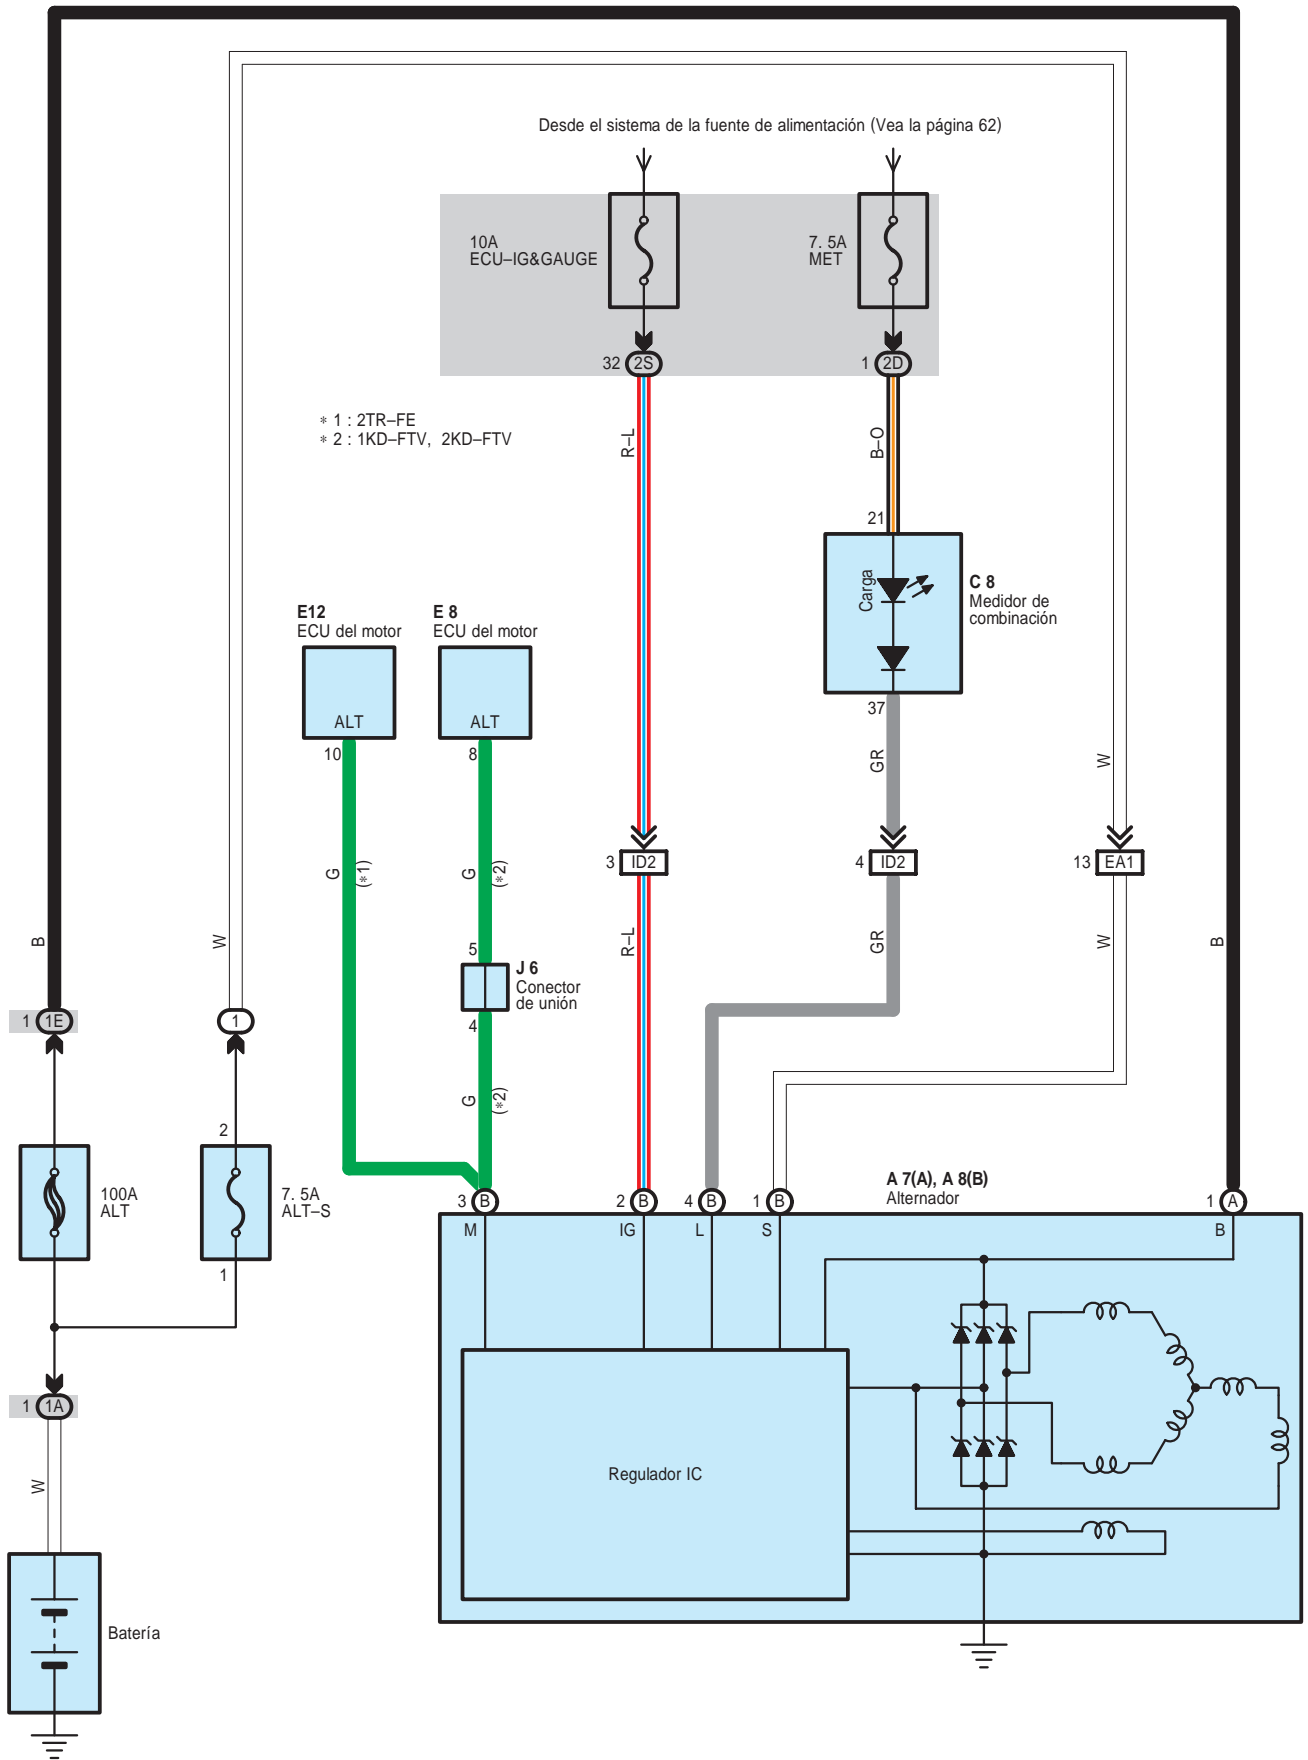 Desde el sistema de la fuente de alimentación (Vea la página 62)
10A
ECU–IG&GAUGE
7. 5A
MET
32 2S
1 2D
* 1 : 2TR–FE
* 2 : 1KD–FTV, 2KD–FTV
R–L
B–O
21
Carga
C 8
Medidor de
combinación
37
E12
ECU del motor
ALT
10
E 8
ECU del motor
ALT
8
GR
W
G
(*1)
G
(*2)
3 ID2
4 ID2
13 EA1
B
W
5
J 6
Conector
de unión
4
R–L
GR
W
B
1 1E
1
G
(*2)
2
100A
ALT
7. 5A
ALT–S
1
A 7(A), A 8(B)
Alternador
3 B
2 B
4 B
1 B
1 A
M
IG
L
S
B
1 1A
W
Regulador IC
Batería